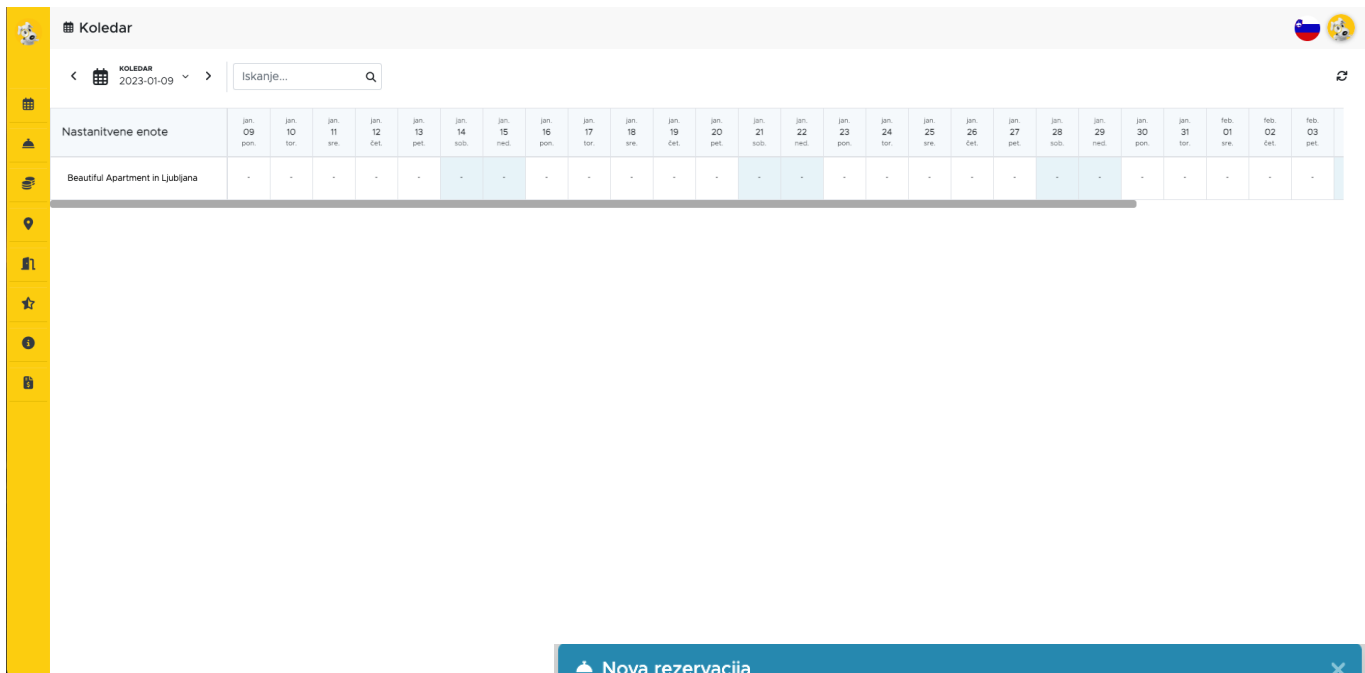 Koledar
KOLEDAR
2023-01-09
Iskanje...
Nastanitvene enote
jan. jan. jan. jan. jan. jan. jan. jan. jan. jan. jan. jan. jan. jan. jan. jan. jan. jan. jan. jan. jan. jan. jan. feb. feb. feb.
09 10 11 12 13 14 15 16 17 18 19 20 21 22 23 24 25 26 27 28 29 30 31 01 02 03
pon. tor. sre. čet. pet. sob. ned. pon. tor. sre. čet. pet. sob. ned. pon. tor. sre. čet. pet. sob. ned. pon. tor. sre. čet. pet.
Beautiful Apartment in Ljubljana - - - - - - - - - - - - - - - - - - - - - - - - - -
Nova rezervacija